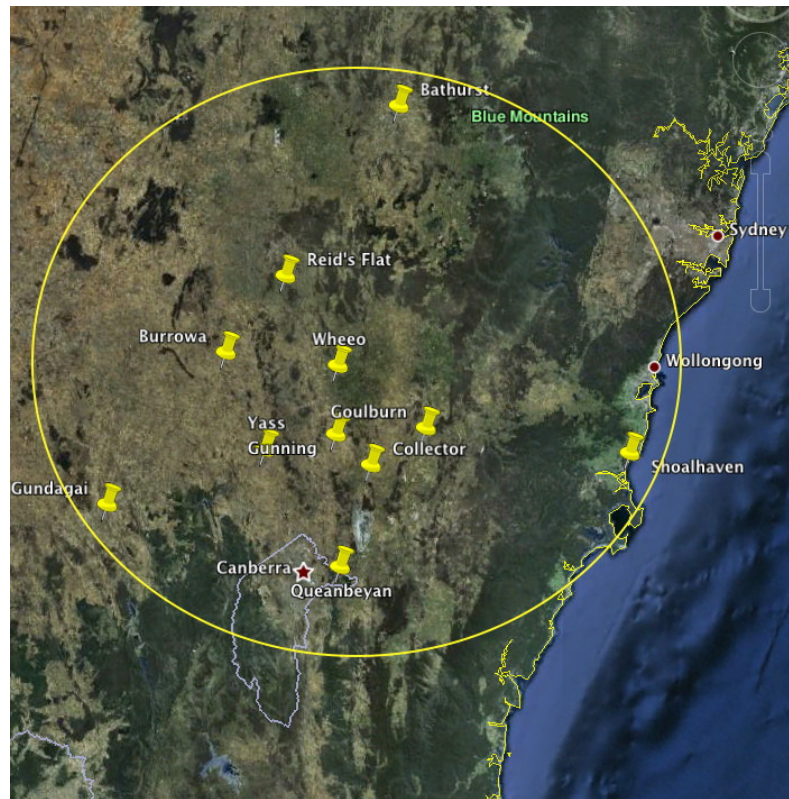 Bathurst
Blue Mountains
Sydney
Reid's Flat
Burrowa
Wheeo
Wollongong
Goulburn
Yass
Gunning
Collector
Shoalhaven
Gundagai
Canberra
Queanbeyan